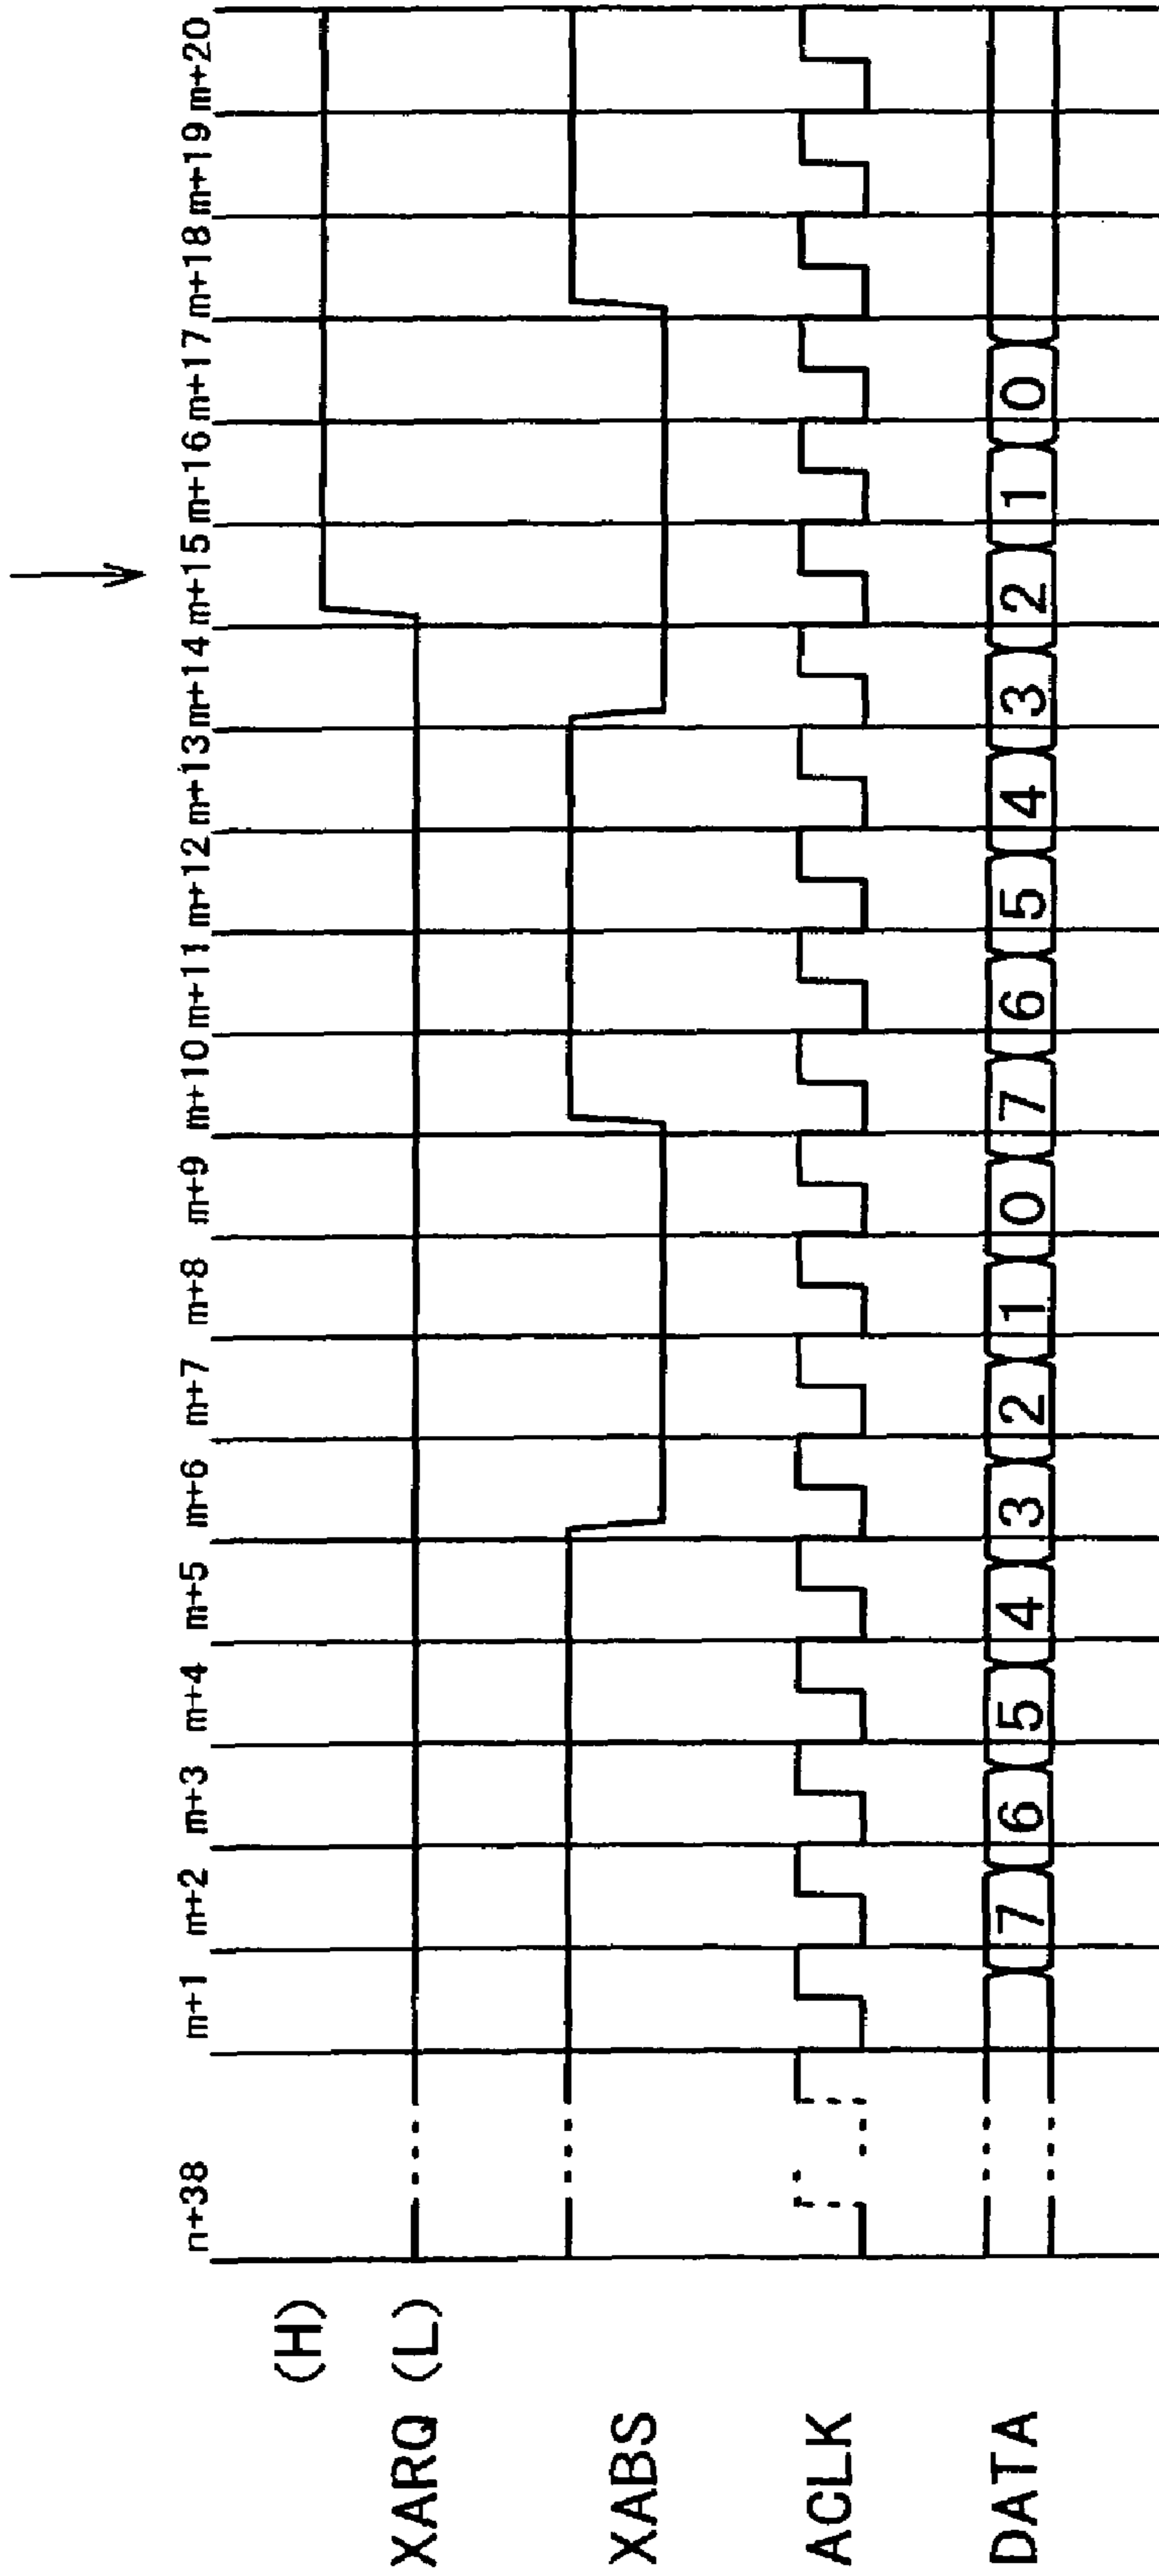 n+38 m+1 m+2 m+3 m+4 m+5 m+6 m+7 m+8 m+9 m+10 m+11 m+12 m+13 m+14 m+15 m+16 m+17 m+18 m+19 m+20
(H)
XARQ (L)
XABS
ACLK
DATA 7 6 5 4 3 2 1 0 7 6 5 4 3 2 1 0